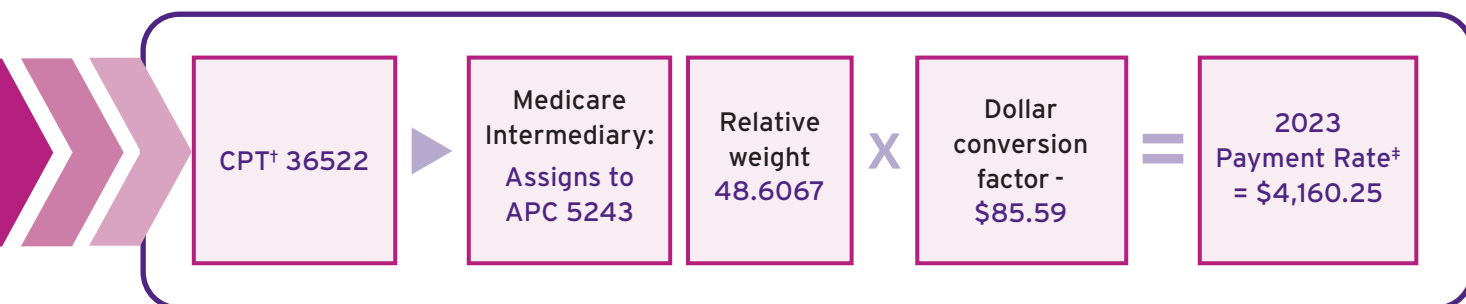 CPT† 36522
Medicare
Intermediary:
Assigns to
APC 5243
Relative
weight
48.6067
X
Dollar
conversion
factor -
$85.59
=
2023
Payment Rate‡
= $4,160.25